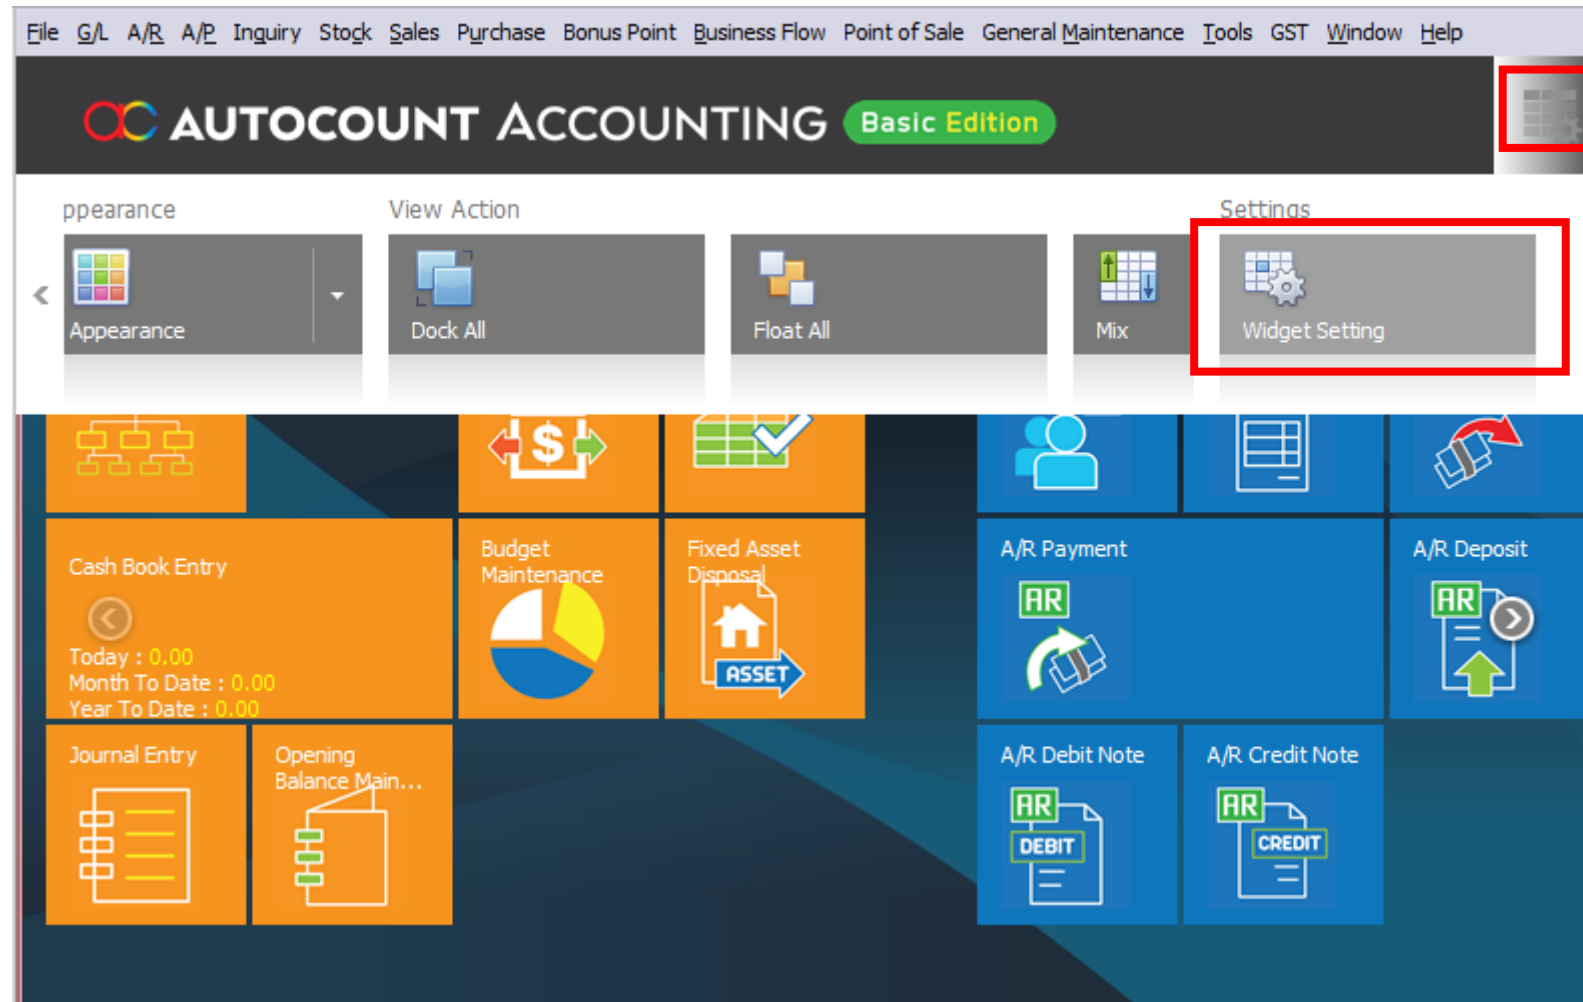 File G/L A/R A/P Inquiry Stock Sales Purchase Bonus Point Business Flow Point of Sale General Maintenance Tools GST Window Help
AUTOCOUNT ACCOUNTING Basic Edition
ppearance View Action Settings
Appearance Dock All Float All Mix Widget Setting
Cash Book Entry
Today : 0.00
Month To Date : 0.00
Year To Date : 0.00
Budget
Maintenance
Fixed Asset
Disposal
ASSET
A/R Payment
AR
A/R Deposit
AR
Journal Entry
Opening
Balance Main...
A/R Debit Note
AR
DEBIT
A/R Credit Note
AR
CREDIT